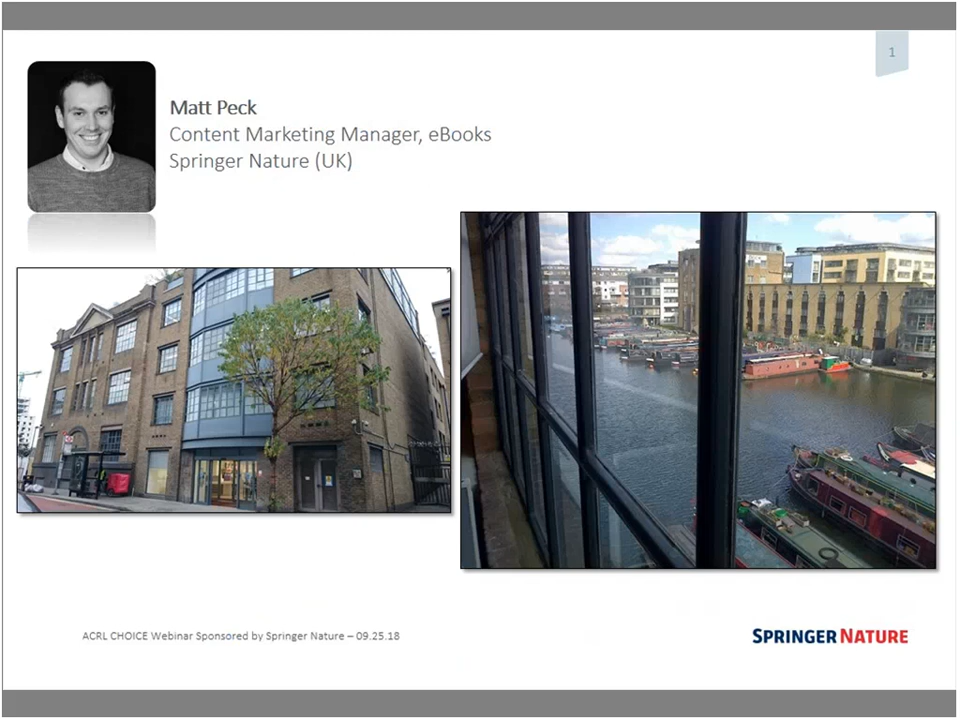 1
Matt Peck
Content Marketing Manager, eBooks
Springer Nature (UK)
ACRL CHOICE Webinar Sponsored by Springer Nature – 09.25.18
SPRINGER NATURE